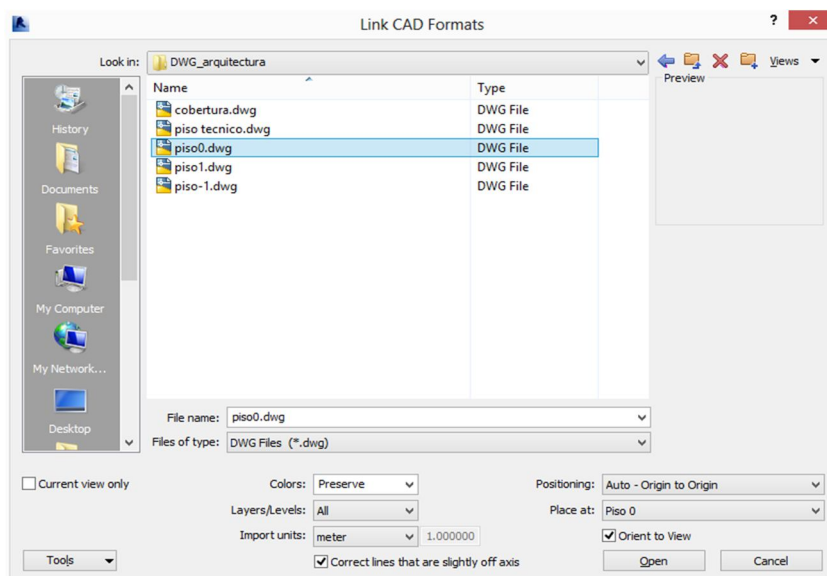 Link CAD Formats
?
Look in: DWG_arquitectura Views
Name Type Preview
cobertura.dwg DWG File
piso tecnico.dwg DWG File
piso0.dwg DWG File
piso1.dwg DWG File
piso-1.dwg DWG File
History
Documents
Favorites
My Computer
My Network...
Desktop
File name: piso0.dwg
Files of type: DWG Files (*.dwg)
Current view only Colors: Preserve Positioning: Auto - Origin to Origin
Layers/Levels: All Place at: Piso 0
Import units: meter 1.000000 Orient to View
Tools Correct lines that are slightly off axis Open Cancel